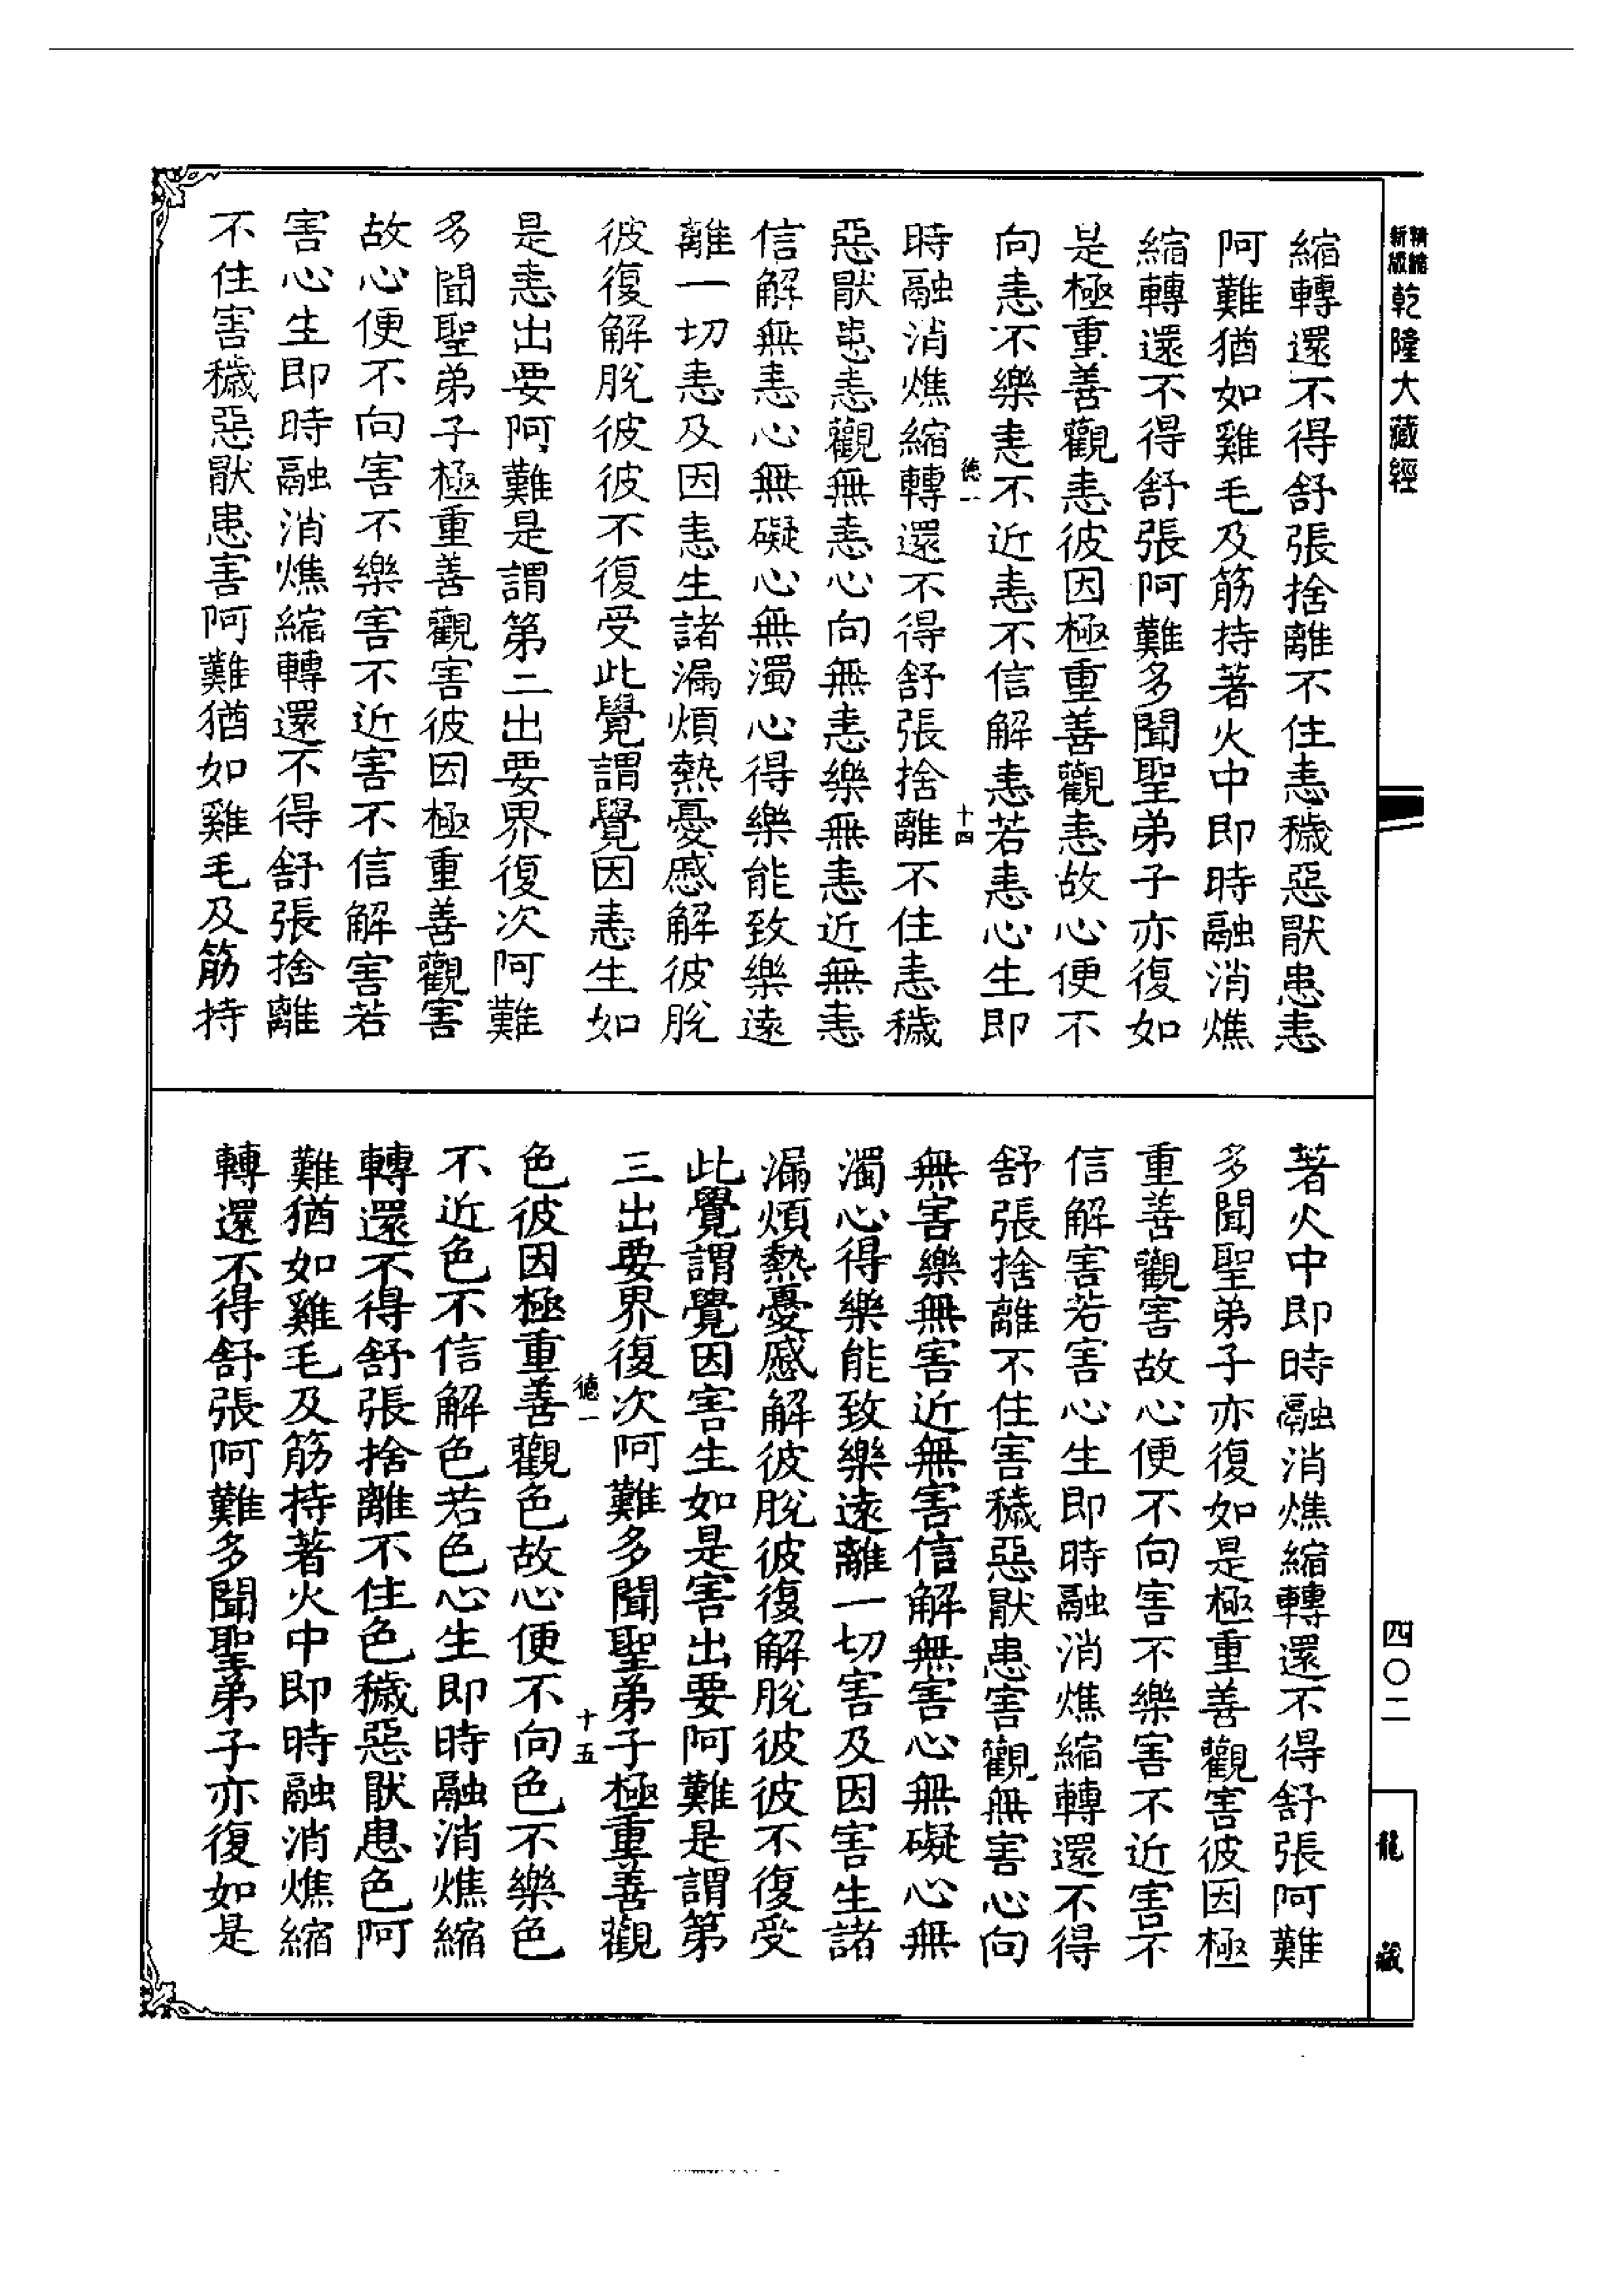 精縮
新版
乾隆大藏經
縮轉還不得舒張捨離不住恚穢惡猒患恚
阿難猶如雞毛及筋持著火中即時融消燋
縮轉還不得舒張阿難多聞聖弟子亦復如
是極重善觀恚彼因極重善觀恚故心便不
向恚不樂恚不近恚不信解恚若恚心生即
德一 十四
時融消燋縮轉還不得舒張捨離不住恚穢
惡猒患恚觀無恚心向無恚樂無恚近無恚
信解無恚心無礙心無濁心得樂能致樂遠
離一切恚及因恚生諸漏煩熱憂慼解彼脫
彼復解脫彼彼不復受此覺謂覺因恚生如
是恚出要阿難是謂第二出要界復次阿難
多聞聖弟子極重善觀害彼因極重善觀害
故心便不向害不樂害不近害不信解害若
害心生即時融消燋縮轉還不得舒張捨離
不住害穢惡猒患害阿難猶如雞毛及筋持
著火中即時融消燋縮轉還不得舒張阿難
多聞聖弟子亦復如是極重善觀害彼因極
重善觀害故心便不向害不樂害不近害不
信解害若害心生即時融消燋縮轉還不得
舒張捨離不住害穢惡猒患害觀無害心向
無害樂無害近無害信解無害心無礙心無
濁心得樂能致樂遠離一切害及因害生諸
漏煩熱憂慼解彼脫彼復解脫彼彼不復受
此覺謂覺因害生如是害出要阿難是謂第
三出要界復次阿難多聞聖弟子極重善觀
德一 十五
色彼因極重善觀色故心便不向色不樂色
不近色不信解色若色心生即時融消燋縮
轉還不得舒張捨離不住色穢惡猒患色阿
難猶如雞毛及筋持著火中即時融消燋縮
轉還不得舒張阿難多聞聖弟子亦復如是
四〇二
龍藏